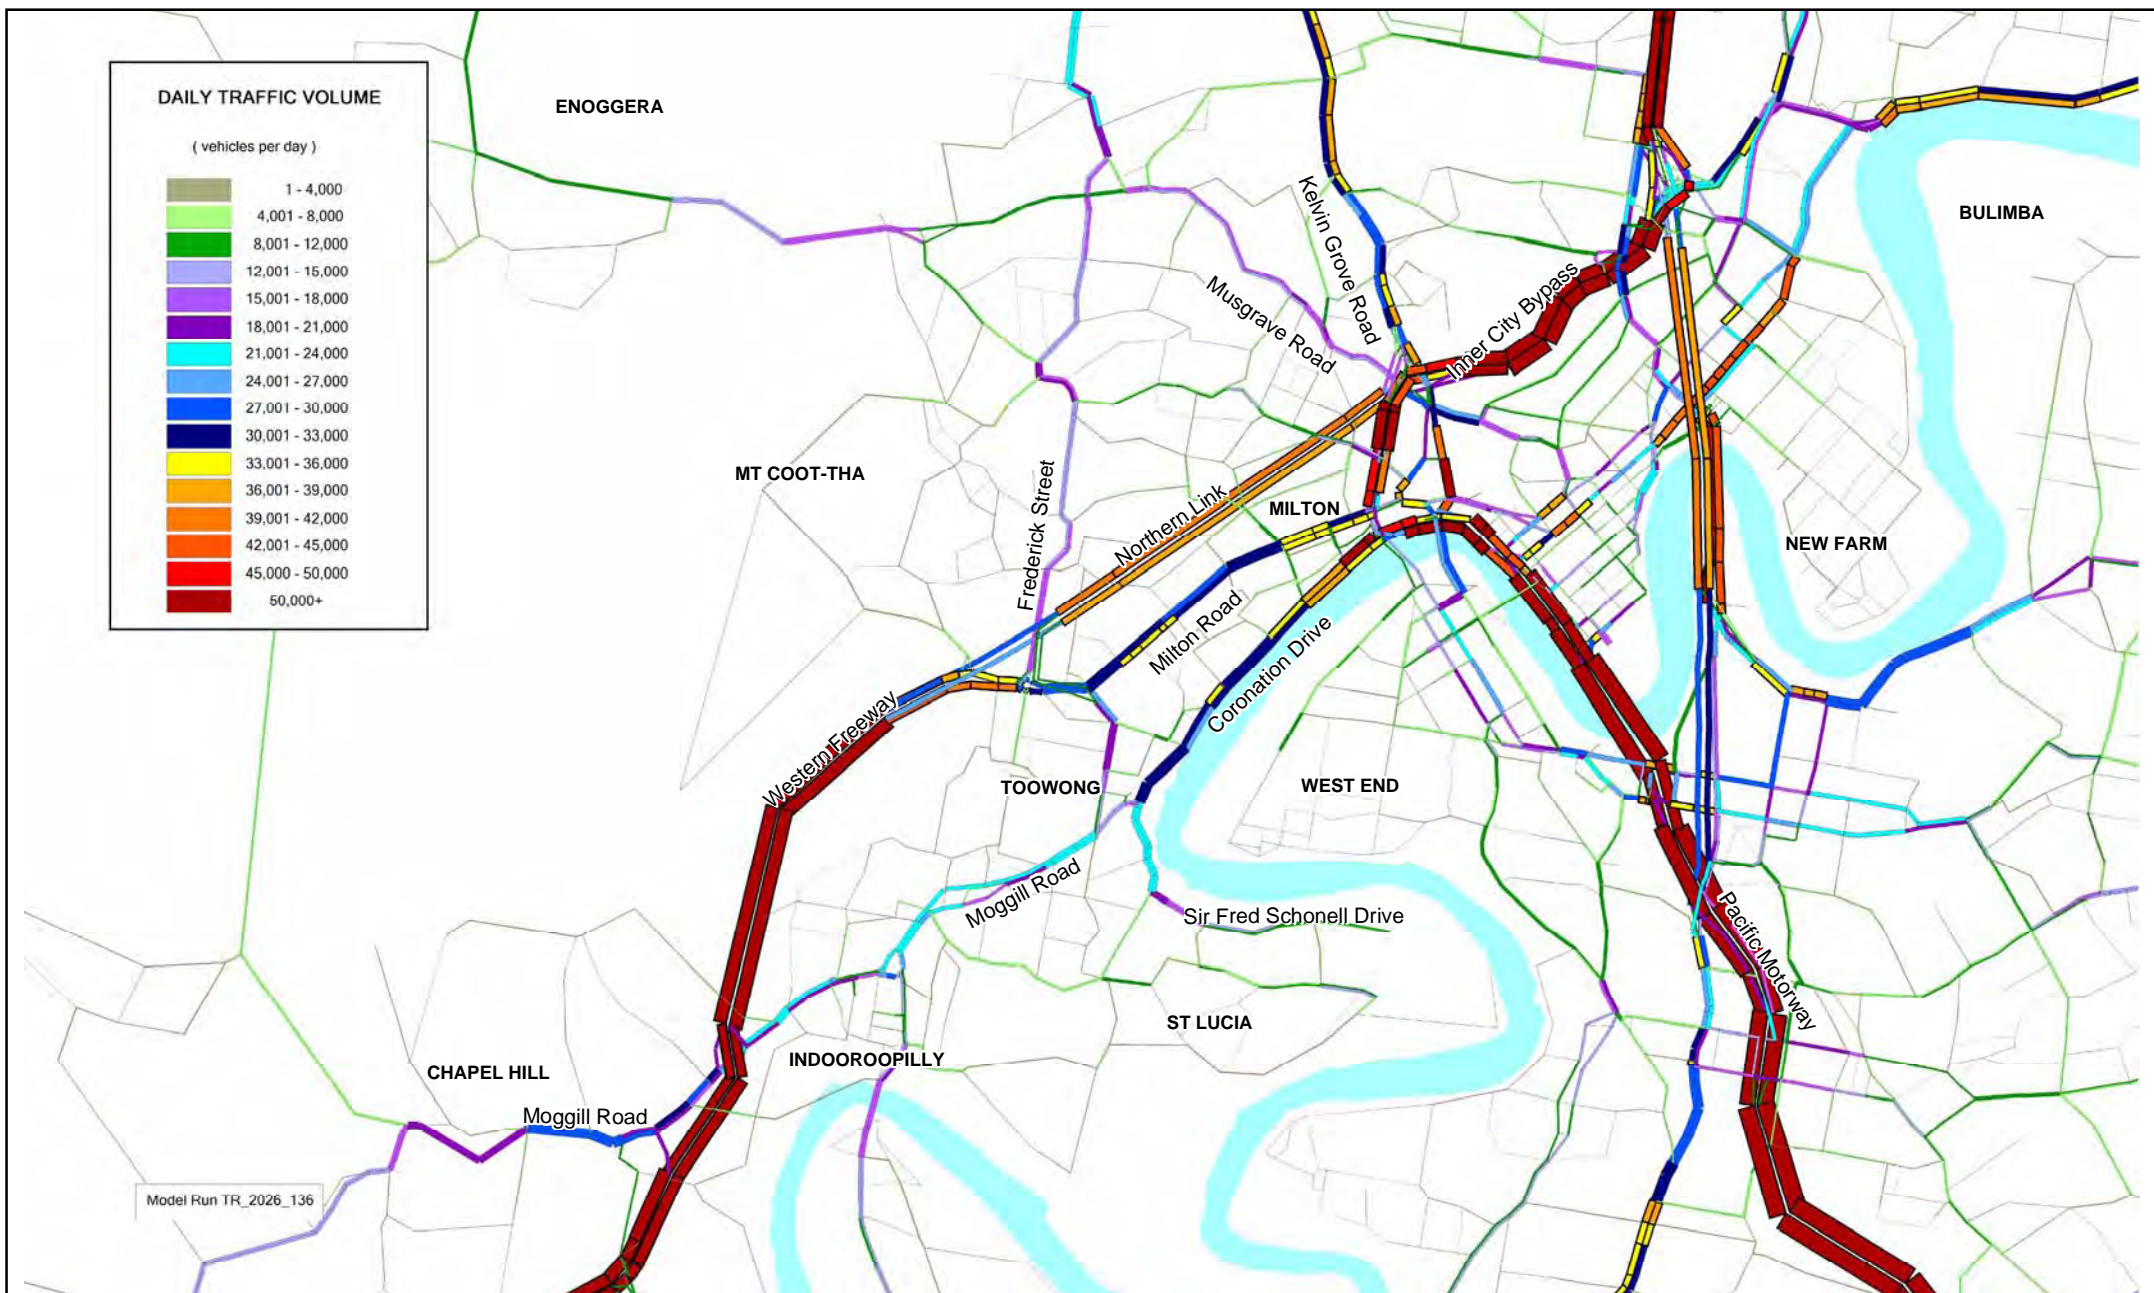 DAILY TRAFFIC VOLUME
( vehicles per day )
1 - 4,000
4,001 - 8,000
8,001 - 12,000
12,001 - 15,000
15,001 - 18,000
18,001 - 21,000
21,001 - 24,000
24,001 - 27,000
27,001 - 30,000
30,001 - 33,000
33,001 - 36,000
36,001 - 39,000
39,001 - 42,000
42,001 - 45,000
45,000 - 50,000
50,000+
ENOGGERA
BULIMBA
Kelvin Grove Road
Musgrave Road
Inner City Bypass
MT COOT-THA
Frederick Street
Northern Link
MILTON
NEW FARM
Milton Road
Coronation Drive
Western Freeway
TOOWONG
WEST END
Moggill Road
Sir Fred Schonell Drive
Pacific Motorway
ST LUCIA
INDOOROOPILLY
CHAPEL HILL
Moggill Road
Model Run TR_2026_136